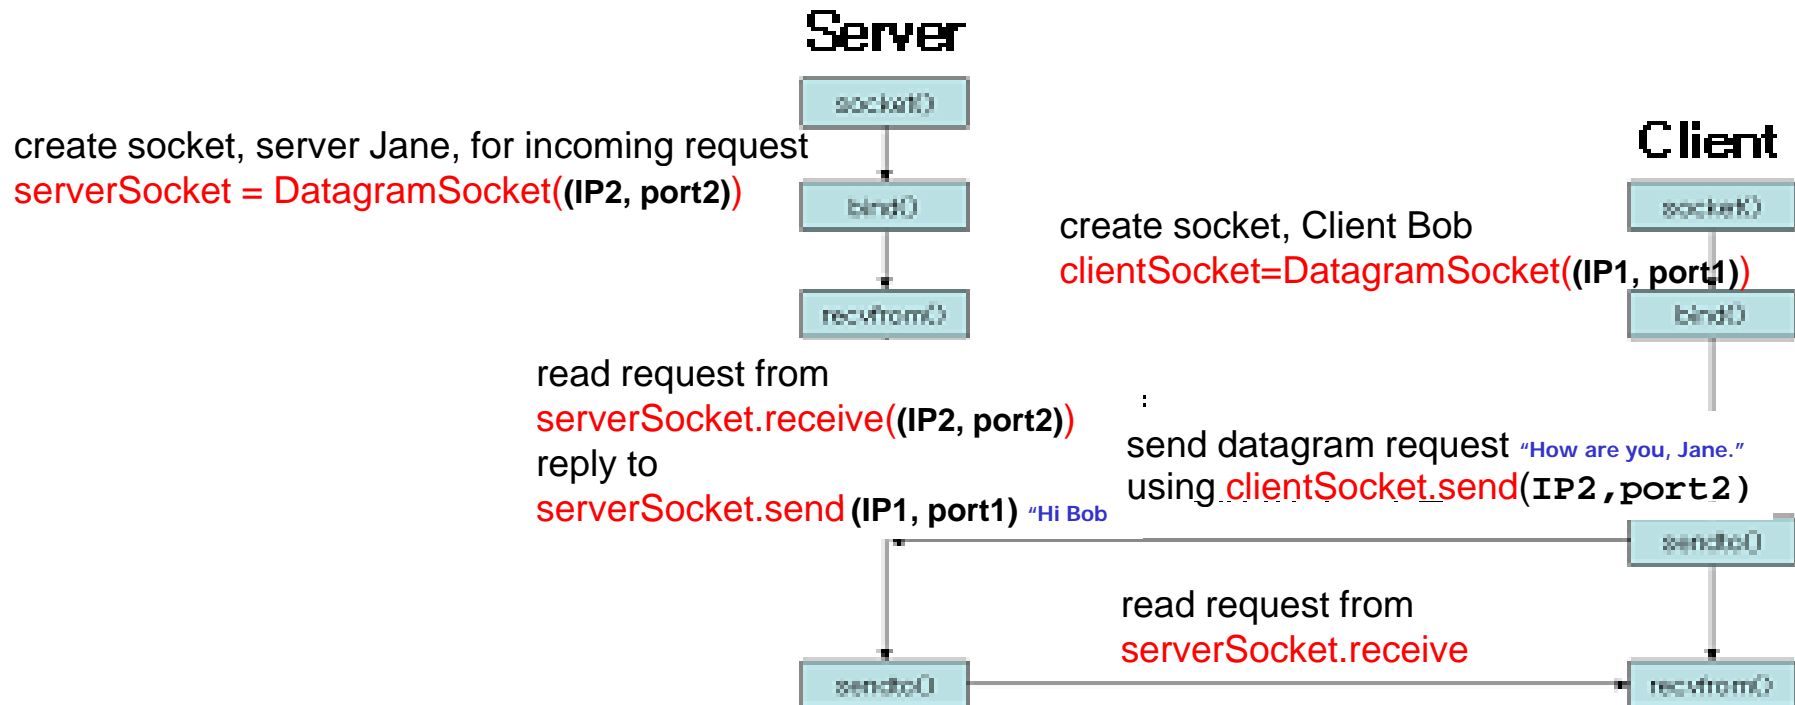 Server
socket()
create socket, server Jane, for incoming request
serverSocket = DatagramSocket((IP2, port2))
bind()
recvfrom()
Client
socket()
create socket, Client Bob
clientSocket=DatagramSocket((IP1, port1))
bind()
read request from
serverSocket.receive((IP2, port2))
reply to
serverSocket.send (IP1, port1) “Hi Bob
:
send datagram request “How are you, Jane.”
using clientSocket.send(IP2,port2)
sendto()
read request from
serverSocket.receive
sendto()
recvfrom()